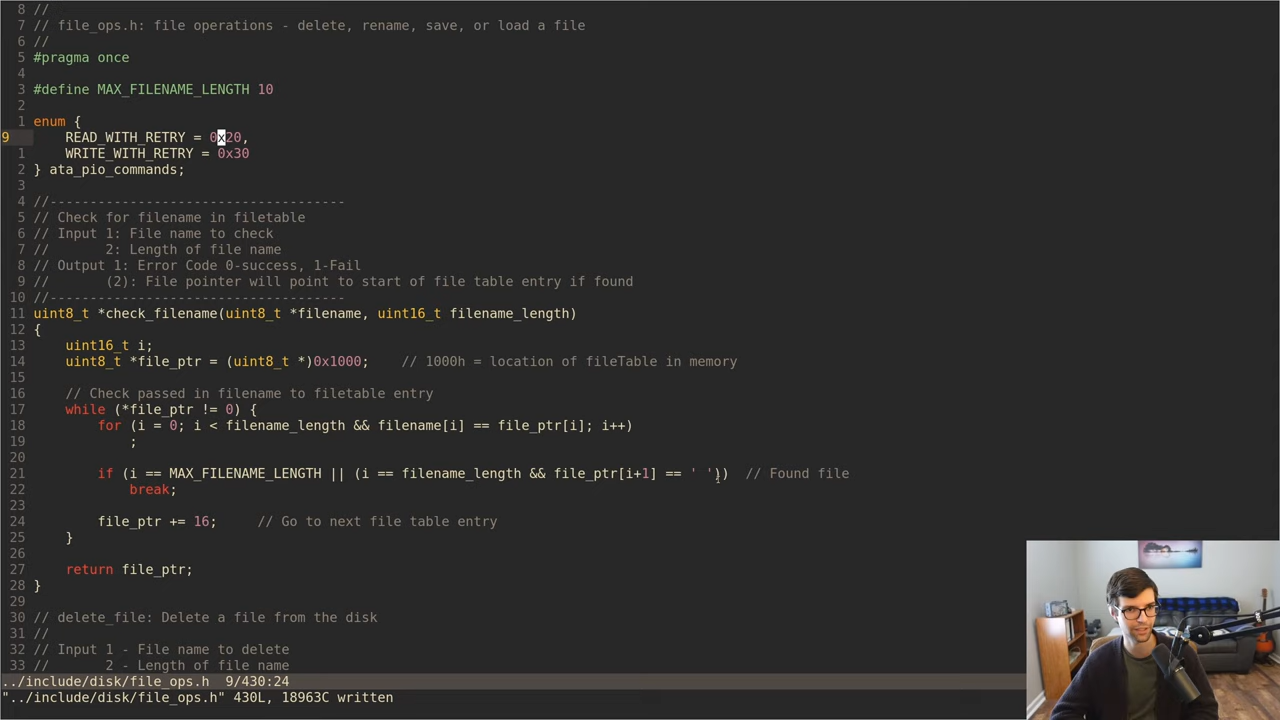 8 //
7 // file_ops.h: file operations - delete, rename, save, or load a file
6 //
5 #pragma once
4
3 #define MAX_FILENAME_LENGTH 10
2
1 enum {
9 READ_WITH_RETRY = 0x20,
1 WRITE_WITH_RETRY = 0x30
2 } ata_pio_commands;
3
4 //-------------------------------------
5 // Check for filename in filetable
6 // Input 1: File name to check
7 //       2: Length of file name
8 // Output 1: Error Code 0-success, 1-Fail
9 //       (2): File pointer will point to start of file table entry if found
10 //-------------------------------------
11 uint8_t *check_filename(uint8_t *filename, uint16_t filename_length)
12 {
13     uint16_t i;
14     uint8_t *file_ptr = (uint8_t *)0x1000;    // 1000h = location of fileTable in memory
15
16     // Check passed in filename to filetable entry
17     while (*file_ptr != 0) {
18         for (i = 0; i < filename_length && filename[i] == file_ptr[i]; i++)
19             ;
20
21         if (i == MAX_FILENAME_LENGTH || (i == filename_length && file_ptr[i+1] == ' '))  // Found file
22             break;
23
24         file_ptr += 16;     // Go to next file table entry
25     }
26
27     return file_ptr;
28 }
29
30 // delete_file: Delete a file from the disk
31 //
32 // Input 1 - File name to delete
33 //       2 - Length of file name
../include/disk/file_ops.h  9/430:24
"../include/disk/file_ops.h" 430L, 18963C written